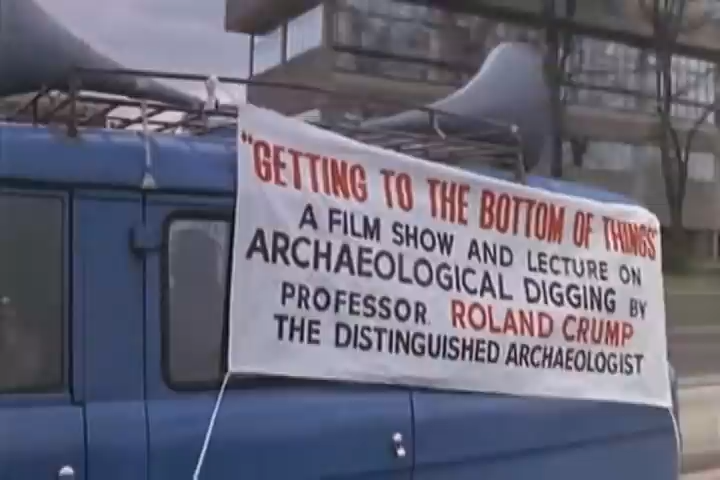 "GETTING TO THE BOTTOM OF THINGS"
A FILM SHOW AND LECTURE ON
ARCHAEOLOGICAL DIGGING BY
PROFESSOR ROLAND CRUMP
THE DISTINGUISHED ARCHAEOLOGIST